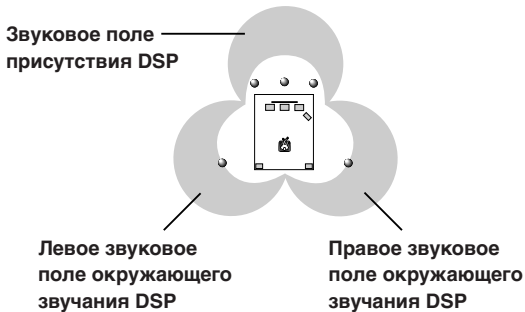 Звуковое поле
присутствия DSP
Левое звуковое
поле окружающего
звучания DSP
Правое звуковое
поле окружающего
звучания DSP